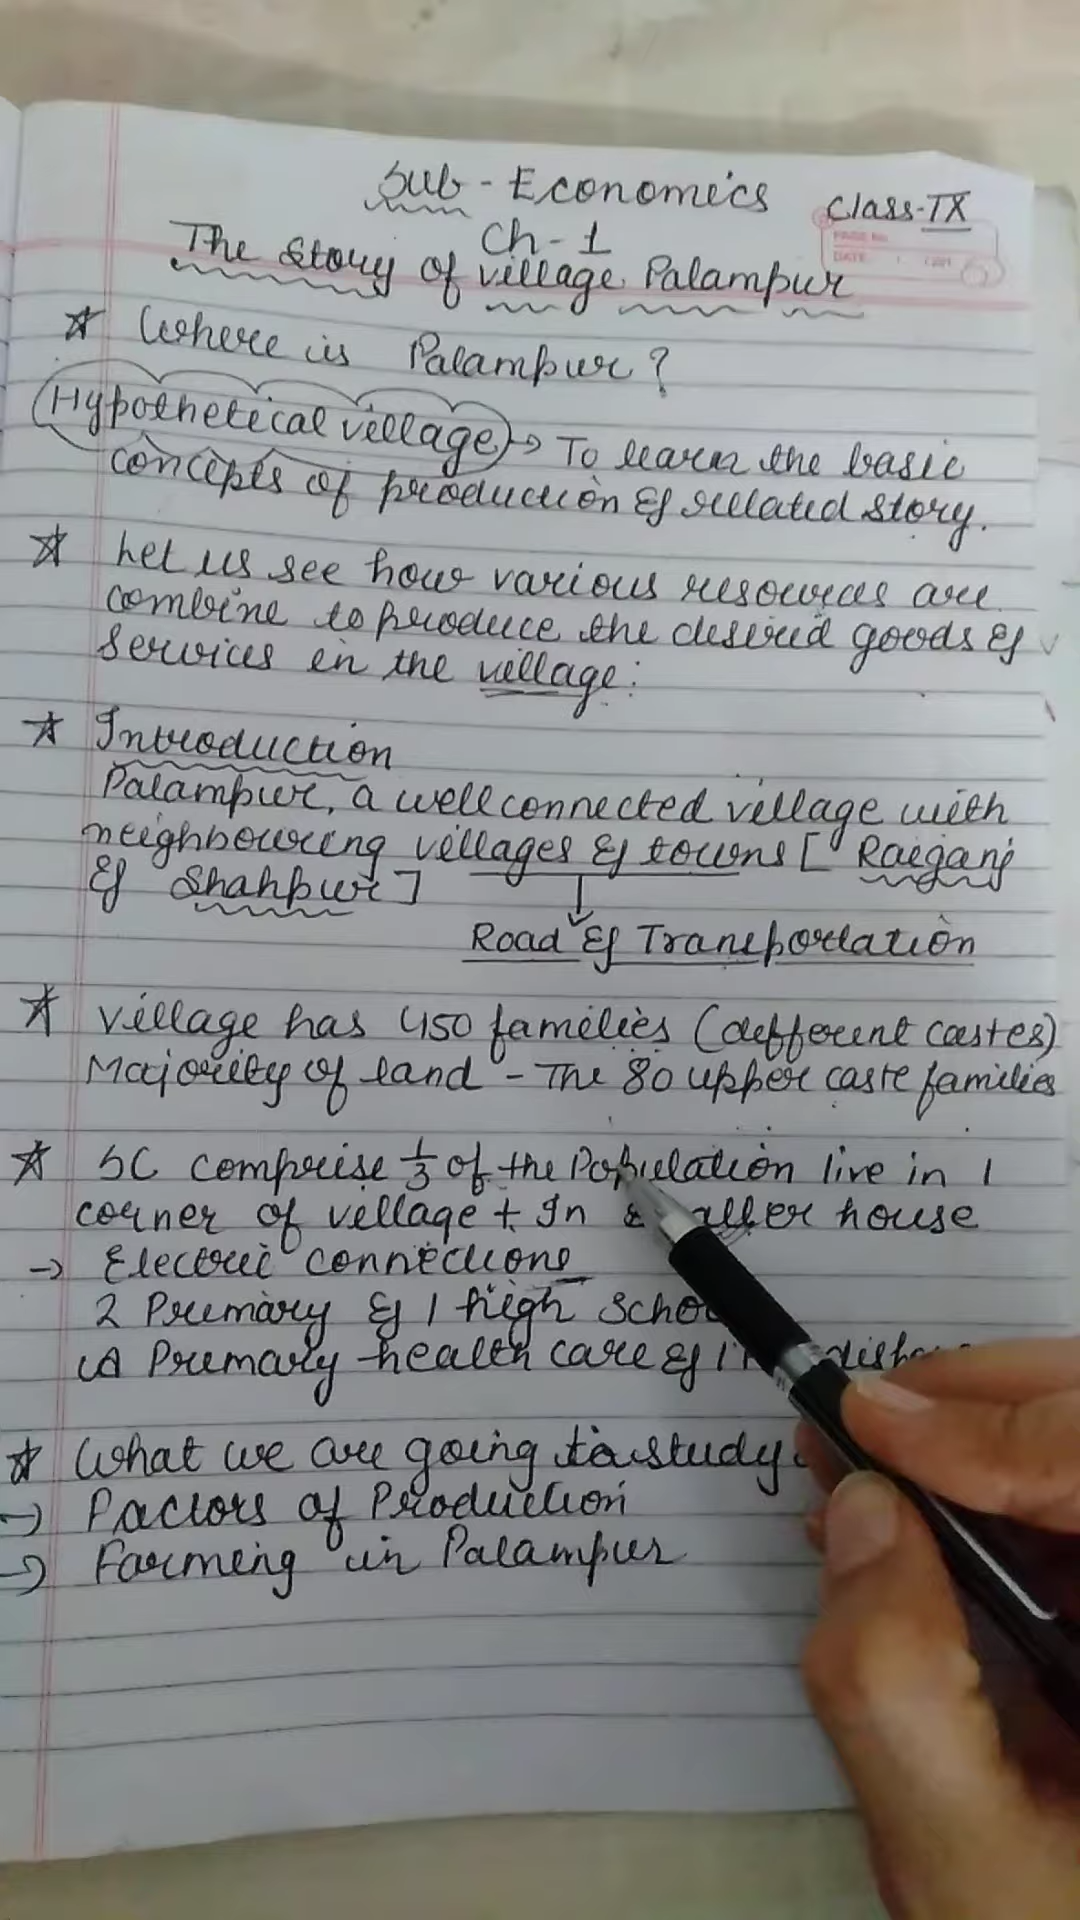 Sub - Economics
Class-IX
PAGE No.
DATE
Ch-1
The Story of village Palampur
Where is Palampur?
Hypothetical village → To learn the basic
concepts of production & related story.
Let us see how various resources are
combine to produce the desired goods &
services in the village:
Introduction
Palampur, a well connected village with
neighbouring villages & towns [Raiganj
& Shahpur]
Road & Transportation
Village has 450 families (different castes)
Majority of land - The 80 upper caste families
SC comprise 1/3 of the Population live in 1
corner of village + In house
→ Electric connections
2 Primary & 1 high
Primary health care & 1
What we are going to study
→ Factors of Production
→ Farming in Palampur